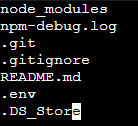 node_modules
npm-debug.log
.git
.gitignore
README.md
.env
.DS_Store